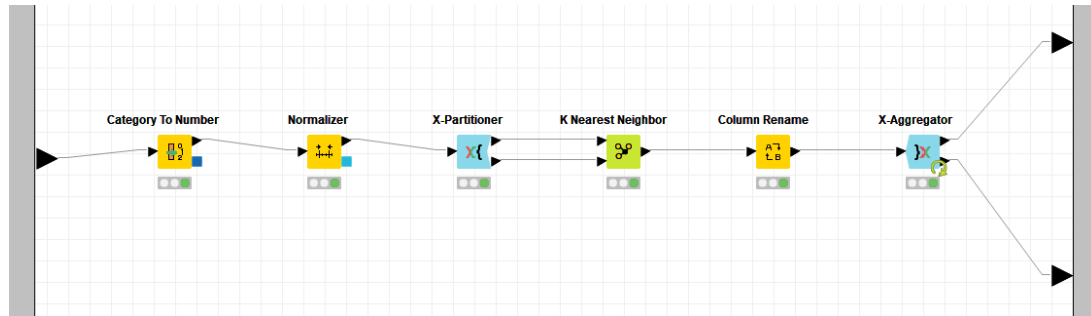 Category To Number
Normalizer
X-Partitioner
K Nearest Neighbor
Column Rename
X-Aggregator